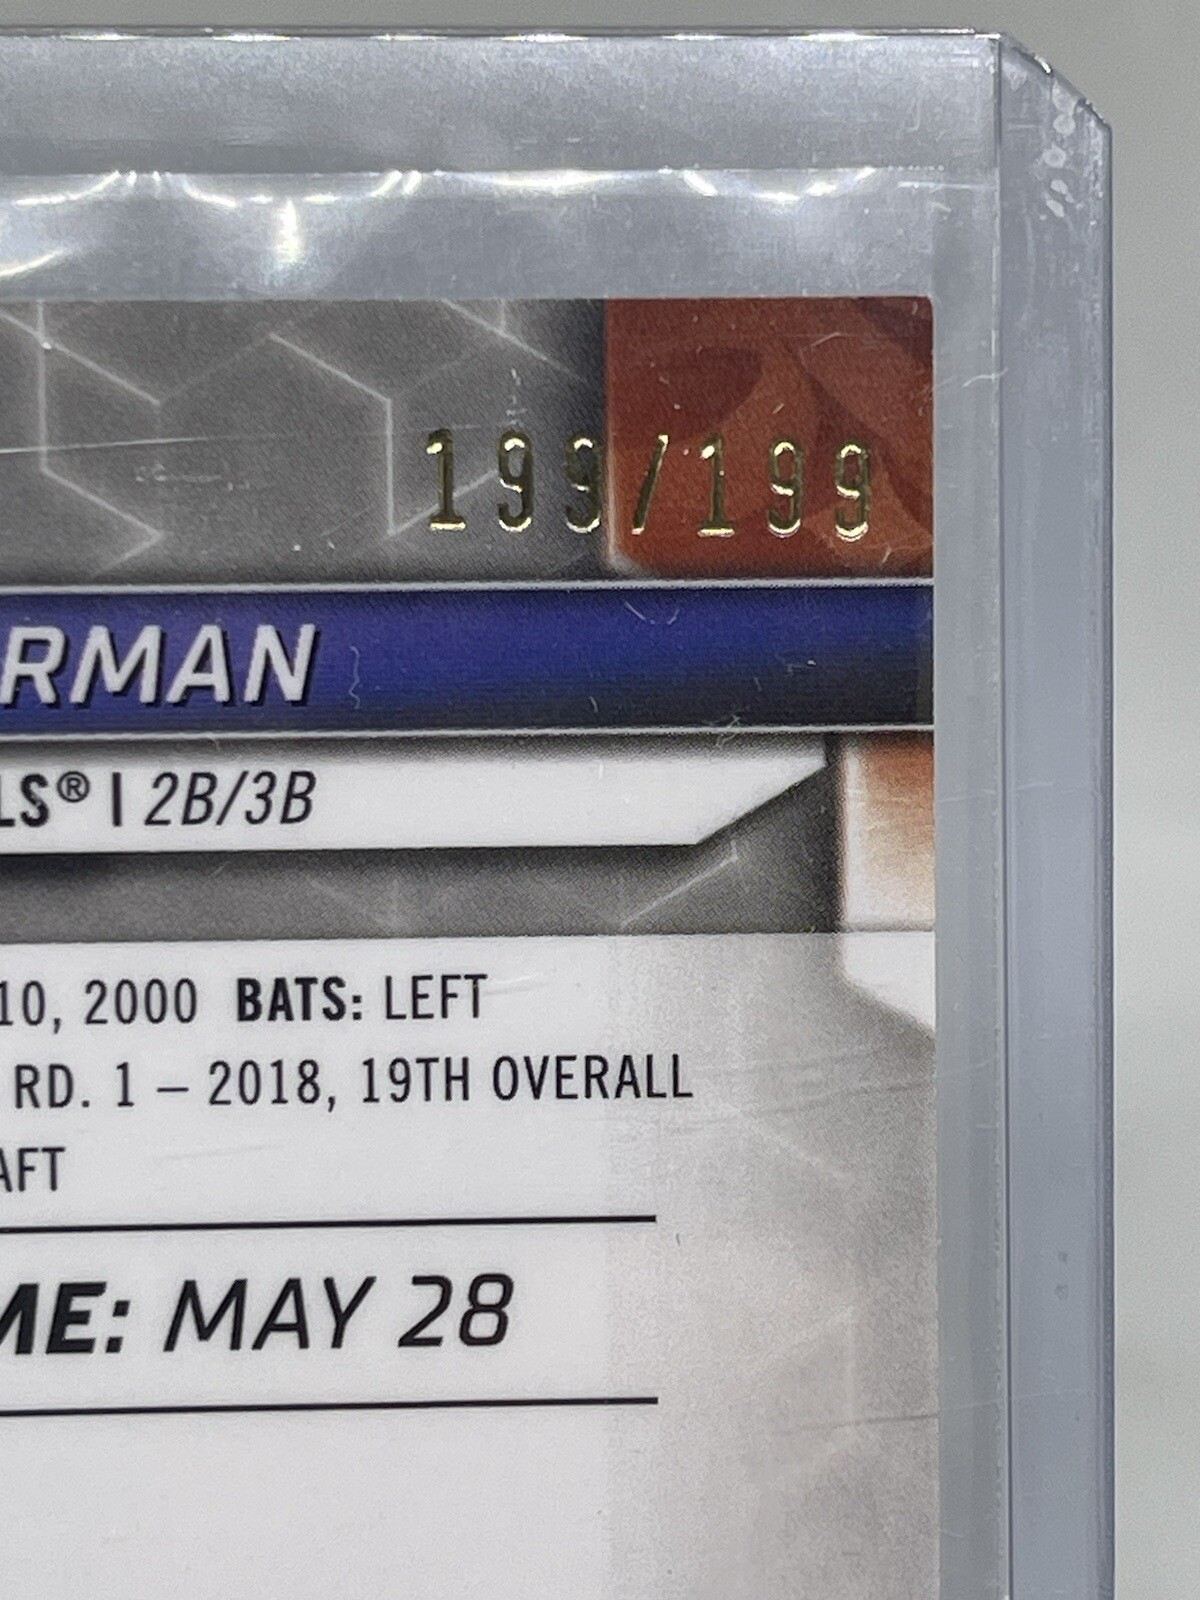 199/199
RMAN
LS® | 2B/3B
10, 2000 BATS: LEFT
RD. 1 – 2018, 19TH OVERALL
AFT
ME: MAY 28